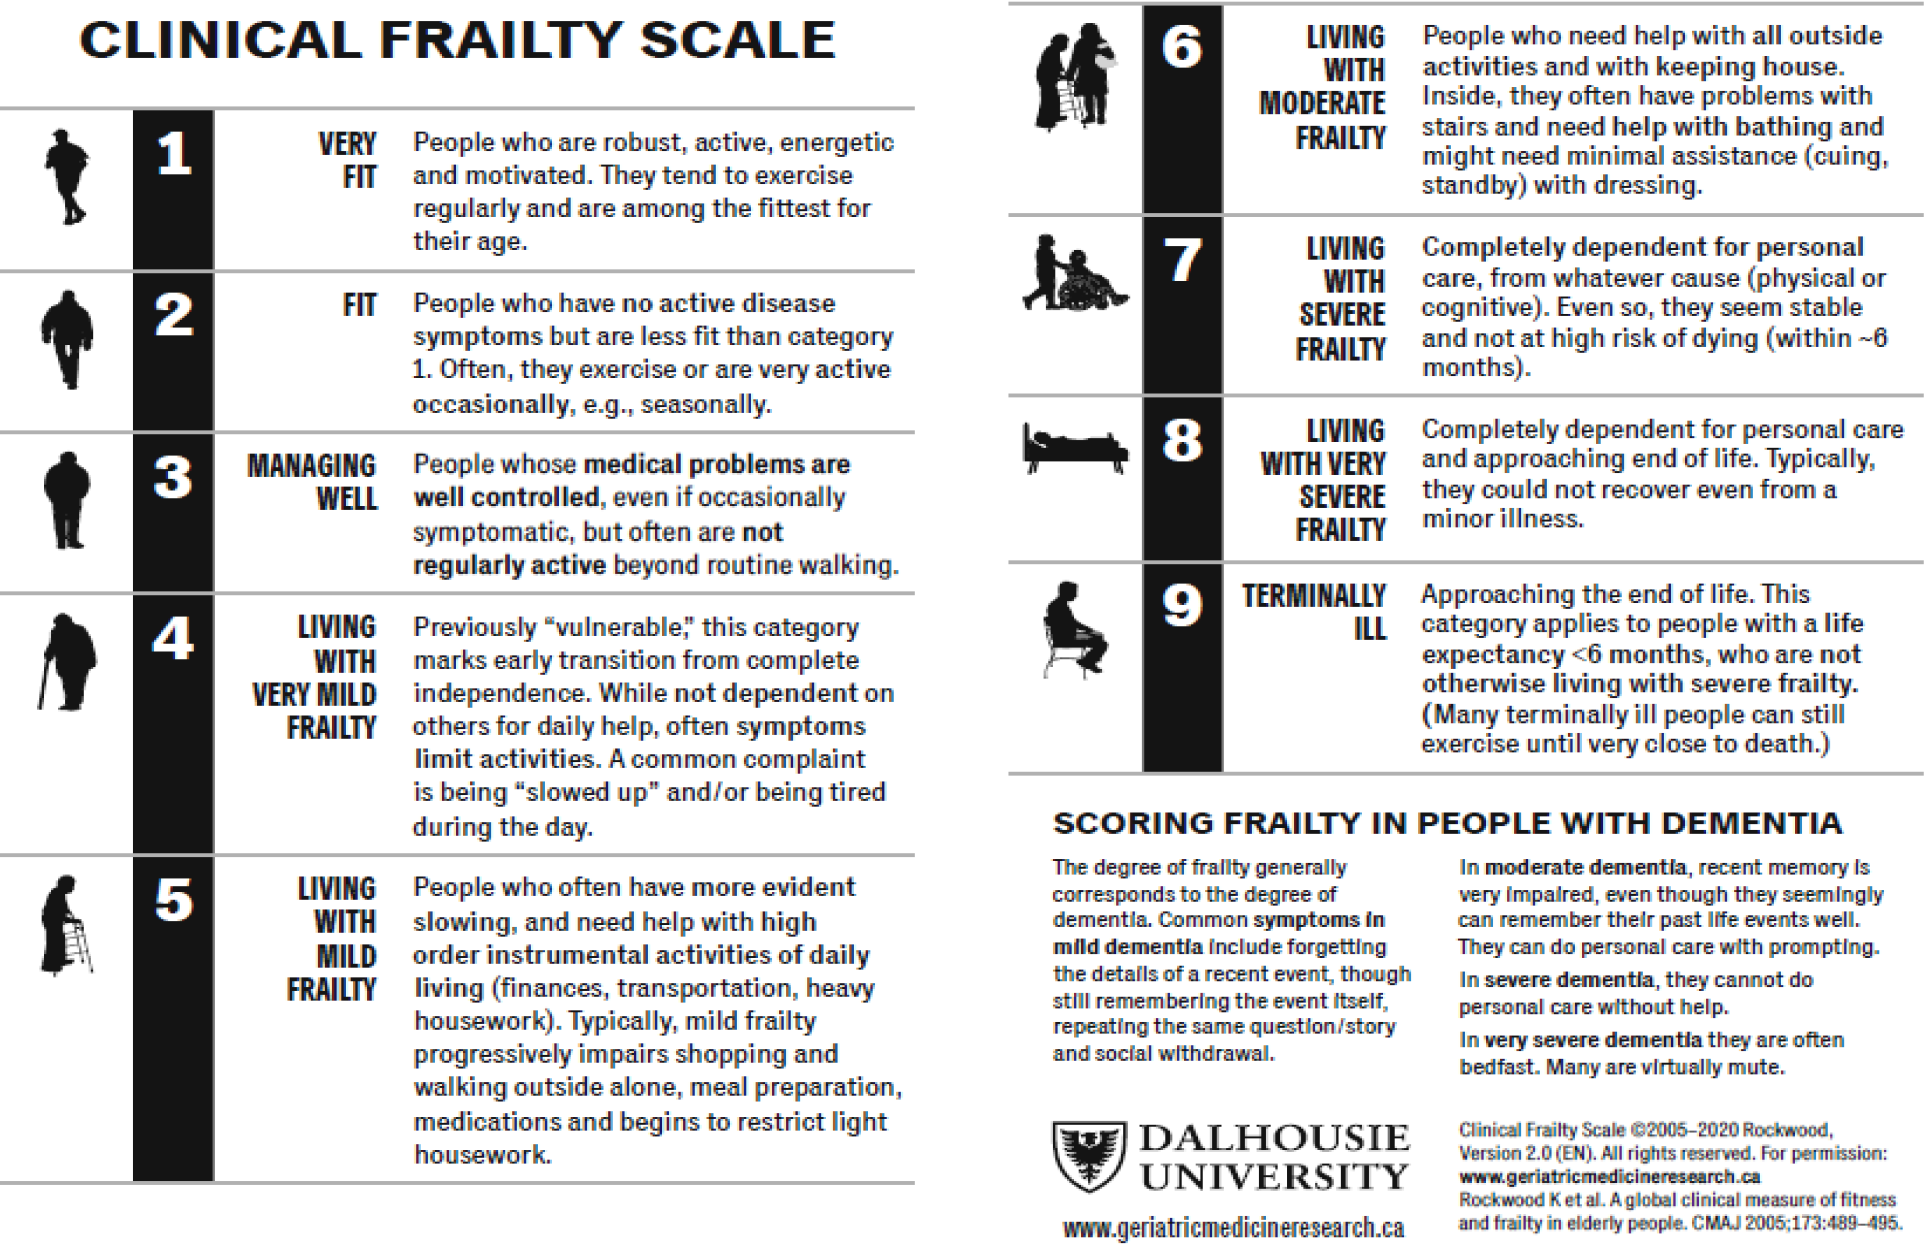 CLINICAL FRAILTY SCALE
1
VERY
FIT
People who are robust, active, energetic
and motivated. They tend to exercise
regularly and are among the fittest for
their age.
2
FIT
People who have no active disease
symptoms but are less fit than category
1. Often, they exercise or are very active
occasionally, e.g., seasonally.
3
MANAGING
WELL
People whose medical problems are
well controlled, even if occasionally
symptomatic, but often are not
regularly active beyond routine walking.
4
LIVING
WITH
VERY MILD
FRAILTY
Previously “vulnerable,” this category
marks early transition from complete
independence. While not dependent on
others for daily help, often symptoms
limit activities. A common complaint
is being “slowed up” and/or being tired
during the day.
5
LIVING
WITH
MILD
FRAILTY
People who often have more evident
slowing, and need help with high
order instrumental activities of daily
living (finances, transportation, heavy
housework). Typically, mild frailty
progressively impairs shopping and
walking outside alone, meal preparation,
medications and begins to restrict light
housework.
6
LIVING
WITH
MODERATE
FRAILTY
People who need help with all outside
activities and with keeping house.
Inside, they often have problems with
stairs and need help with bathing and
might need minimal assistance (cuing,
standby) with dressing.
7
LIVING
WITH
SEVERE
FRAILTY
Completely dependent for personal
care, from whatever cause (physical or
cognitive). Even so, they seem stable
and not at high risk of dying (within ~6
months).
8
LIVING
WITH VERY
SEVERE
FRAILTY
Completely dependent for personal care
and approaching end of life. Typically,
they could not recover even from a
minor illness.
9
TERMINALLY
ILL
Approaching the end of life. This
category applies to people with a life
expectancy <6 months, who are not
otherwise living with severe frailty.
(Many terminally ill people can still
exercise until very close to death.)
SCORING FRAILTY IN PEOPLE WITH DEMENTIA
The degree of frailty generally
corresponds to the degree of
dementia. Common symptoms in
mild dementia include forgetting
the details of a recent event, though
still remembering the event itself,
repeating the same question/story
and social withdrawal.
In moderate dementia, recent memory is
very impaired, even though they seemingly
can remember their past life events well.
They can do personal care with prompting.
In severe dementia, they cannot do
personal care without help.
In very severe dementia they are often
bedfast. Many are virtually mute.
DALHOUSIE
UNIVERSITY
www.geriatricmedicineresearch.ca
Clinical Frailty Scale ©2005–2020 Rockwood,
Version 2.0 (EN). All rights reserved. For permission:
www.geriatricmedicineresearch.ca
Rockwood K et al. A global clinical measure of fitness
and frailty in elderly people. CMAJ 2005;173:489–495.